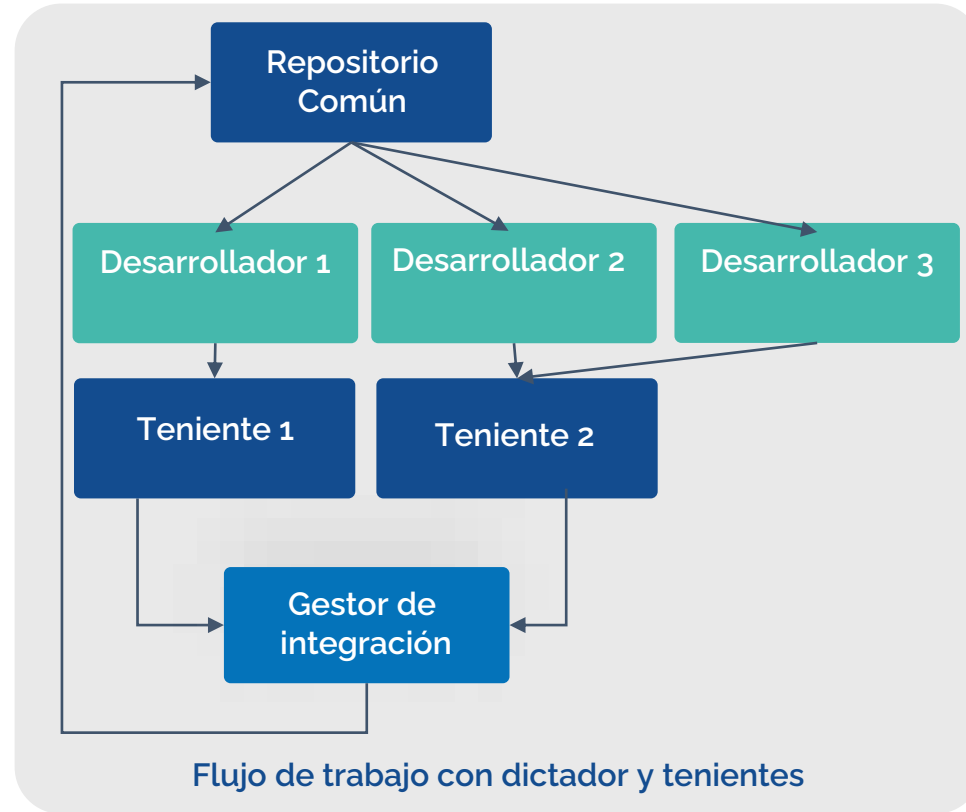 Repositorio
Común
Desarrollador 1
Desarrollador 2
Desarrollador 3
Teniente 1
Teniente 2
Gestor de
integración
Flujo de trabajo con dictador y tenientes